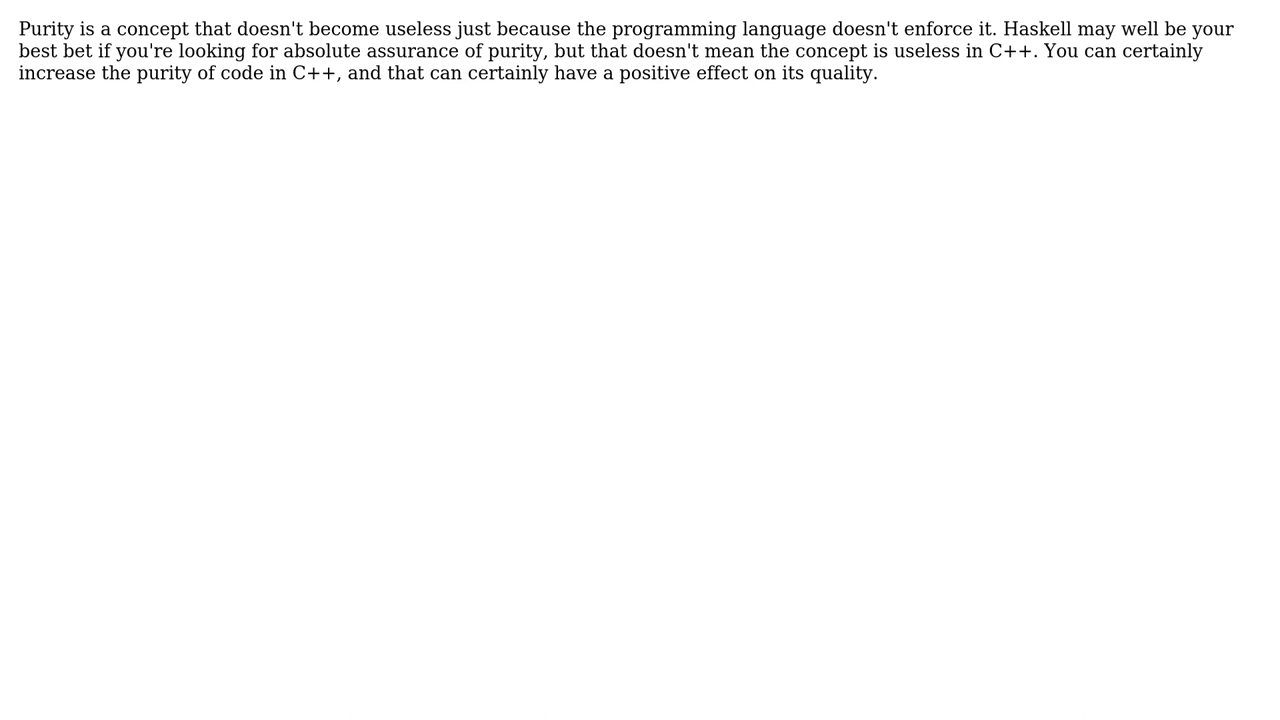 Purity is a concept that doesn't become useless just because the programming language doesn't enforce it. Haskell may well be your
best bet if you're looking for absolute assurance of purity, but that doesn't mean the concept is useless in C++. You can certainly
increase the purity of code in C++, and that can certainly have a positive effect on its quality.